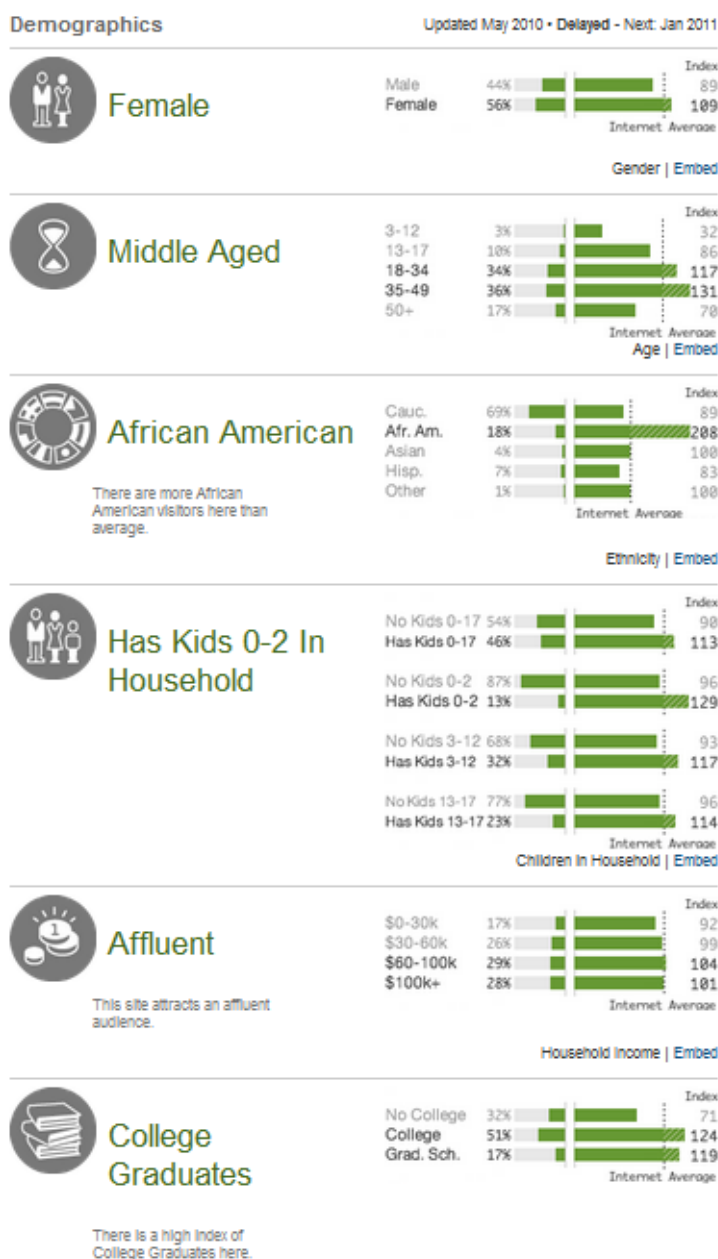 Demographics Updated May 2010 • Delayed - Next: Jan 2011
Index
Male 44% 89
Female 56% 109
Female
Internet Average
Gender | Embed
Index
3-12 3% 32
13-17 10% 86
Middle Aged
18-34 34% 117
35-49 36% 131
50+ 17% 70
Internet Average
Age | Embed
Index
Cauc. 69% 89
African American
Afr. Am. 18% 208
Asian 4% 100
Hisp. 7% 83
Other 1% 100
There are more African
American visitors here than
average.
Internet Average
Ethnicity | Embed
Index
No Kids 0-17 54% 90
Has Kids 0-17 46% 113
Has Kids 0-2 In
Household
No Kids 0-2 87% 96
Has Kids 0-2 13% 129
No Kids 3-12 68% 93
Has Kids 3-12 32% 117
No Kids 13-17 77% 96
Has Kids 13-17 23% 114
Internet Average
Children in Household | Embed
Index
$0-30k 17% 92
Affluent
$30-60k 26% 99
$60-100k 29% 104
$100k+ 28% 101
This site attracts an affluent
audience.
Internet Average
Household Income | Embed
Index
No College 32% 71
College
Graduates
College 51% 124
Grad. Sch. 17% 119
Internet Average
There is a high index of
College Graduates here.